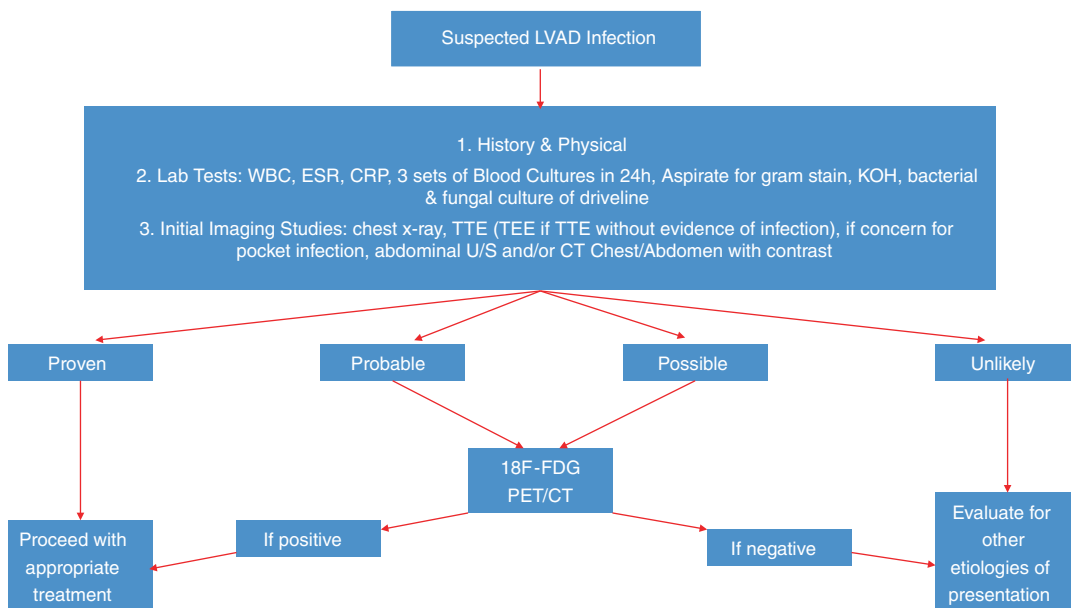 Suspected LVAD Infection
1. History & Physical
2. Lab Tests: WBC, ESR, CRP, 3 sets of Blood Cultures in 24h, Aspirate for gram stain, KOH, bacterial
& fungal culture of driveline
3. Initial Imaging Studies: chest x-ray, TTE (TEE if TTE without evidence of infection), if concern for
pocket infection, abdominal U/S and/or CT Chest/Abdomen with contrast
Proven
Probable
Possible
Unlikely
18F-FDG
PET/CT
If positive
If negative
Proceed with
appropriate
treatment
Evaluate for
other
etiologies of
presentation